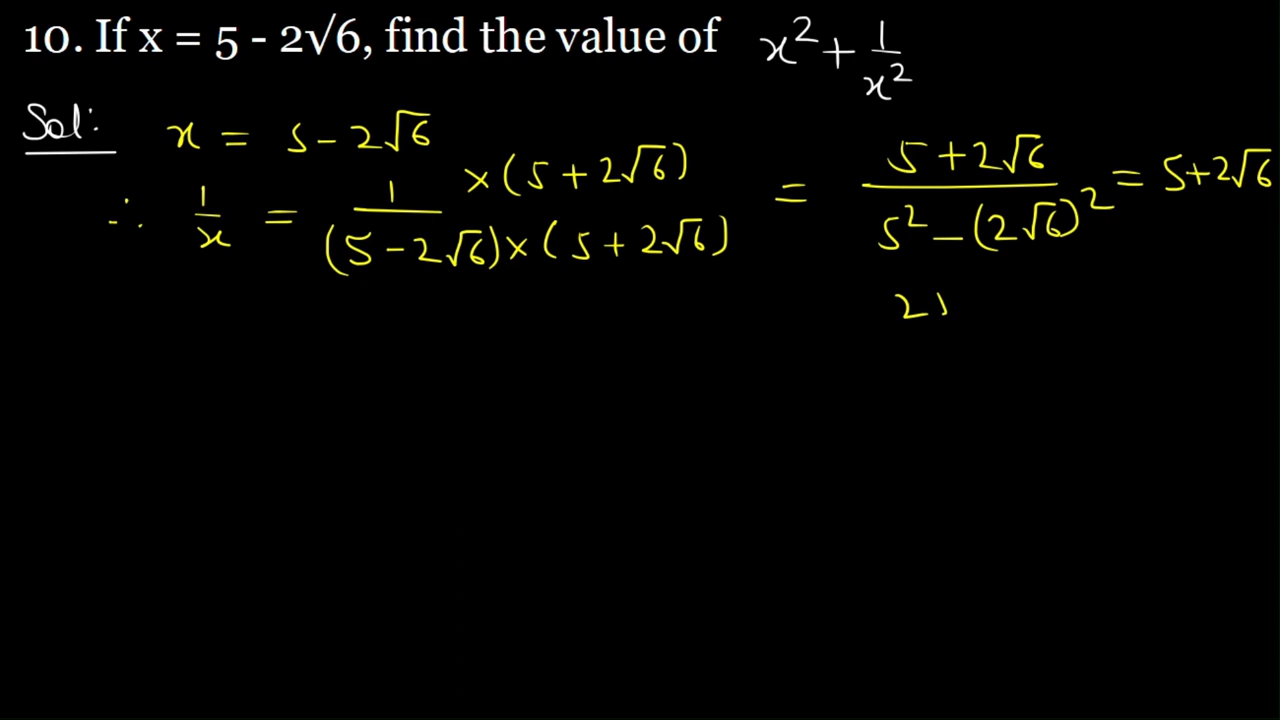 10. If x = 5 - 2√6, find the value of x² + 1/x²
Sol:
x = 5 - 2√6
∴ 1/x = 1 × (5 + 2√6) / (5 - 2√6) × (5 + 2√6) = 5 + 2√6 / 5² - (2√6)² = 5 + 2√6